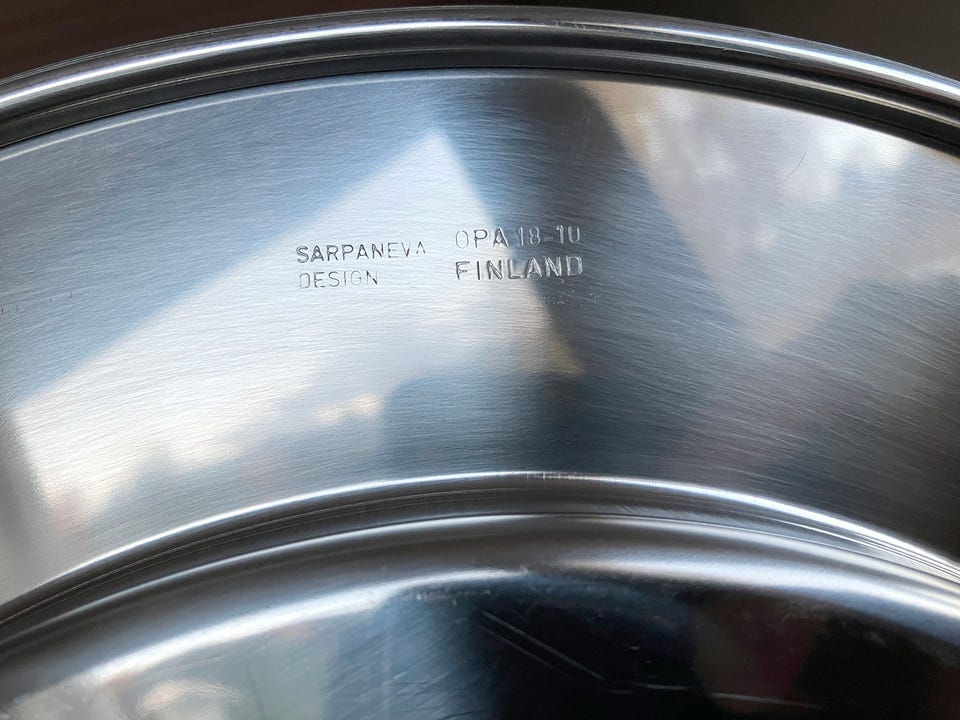 SARPANEVA OPA 18-10
DESIGN FINLAND